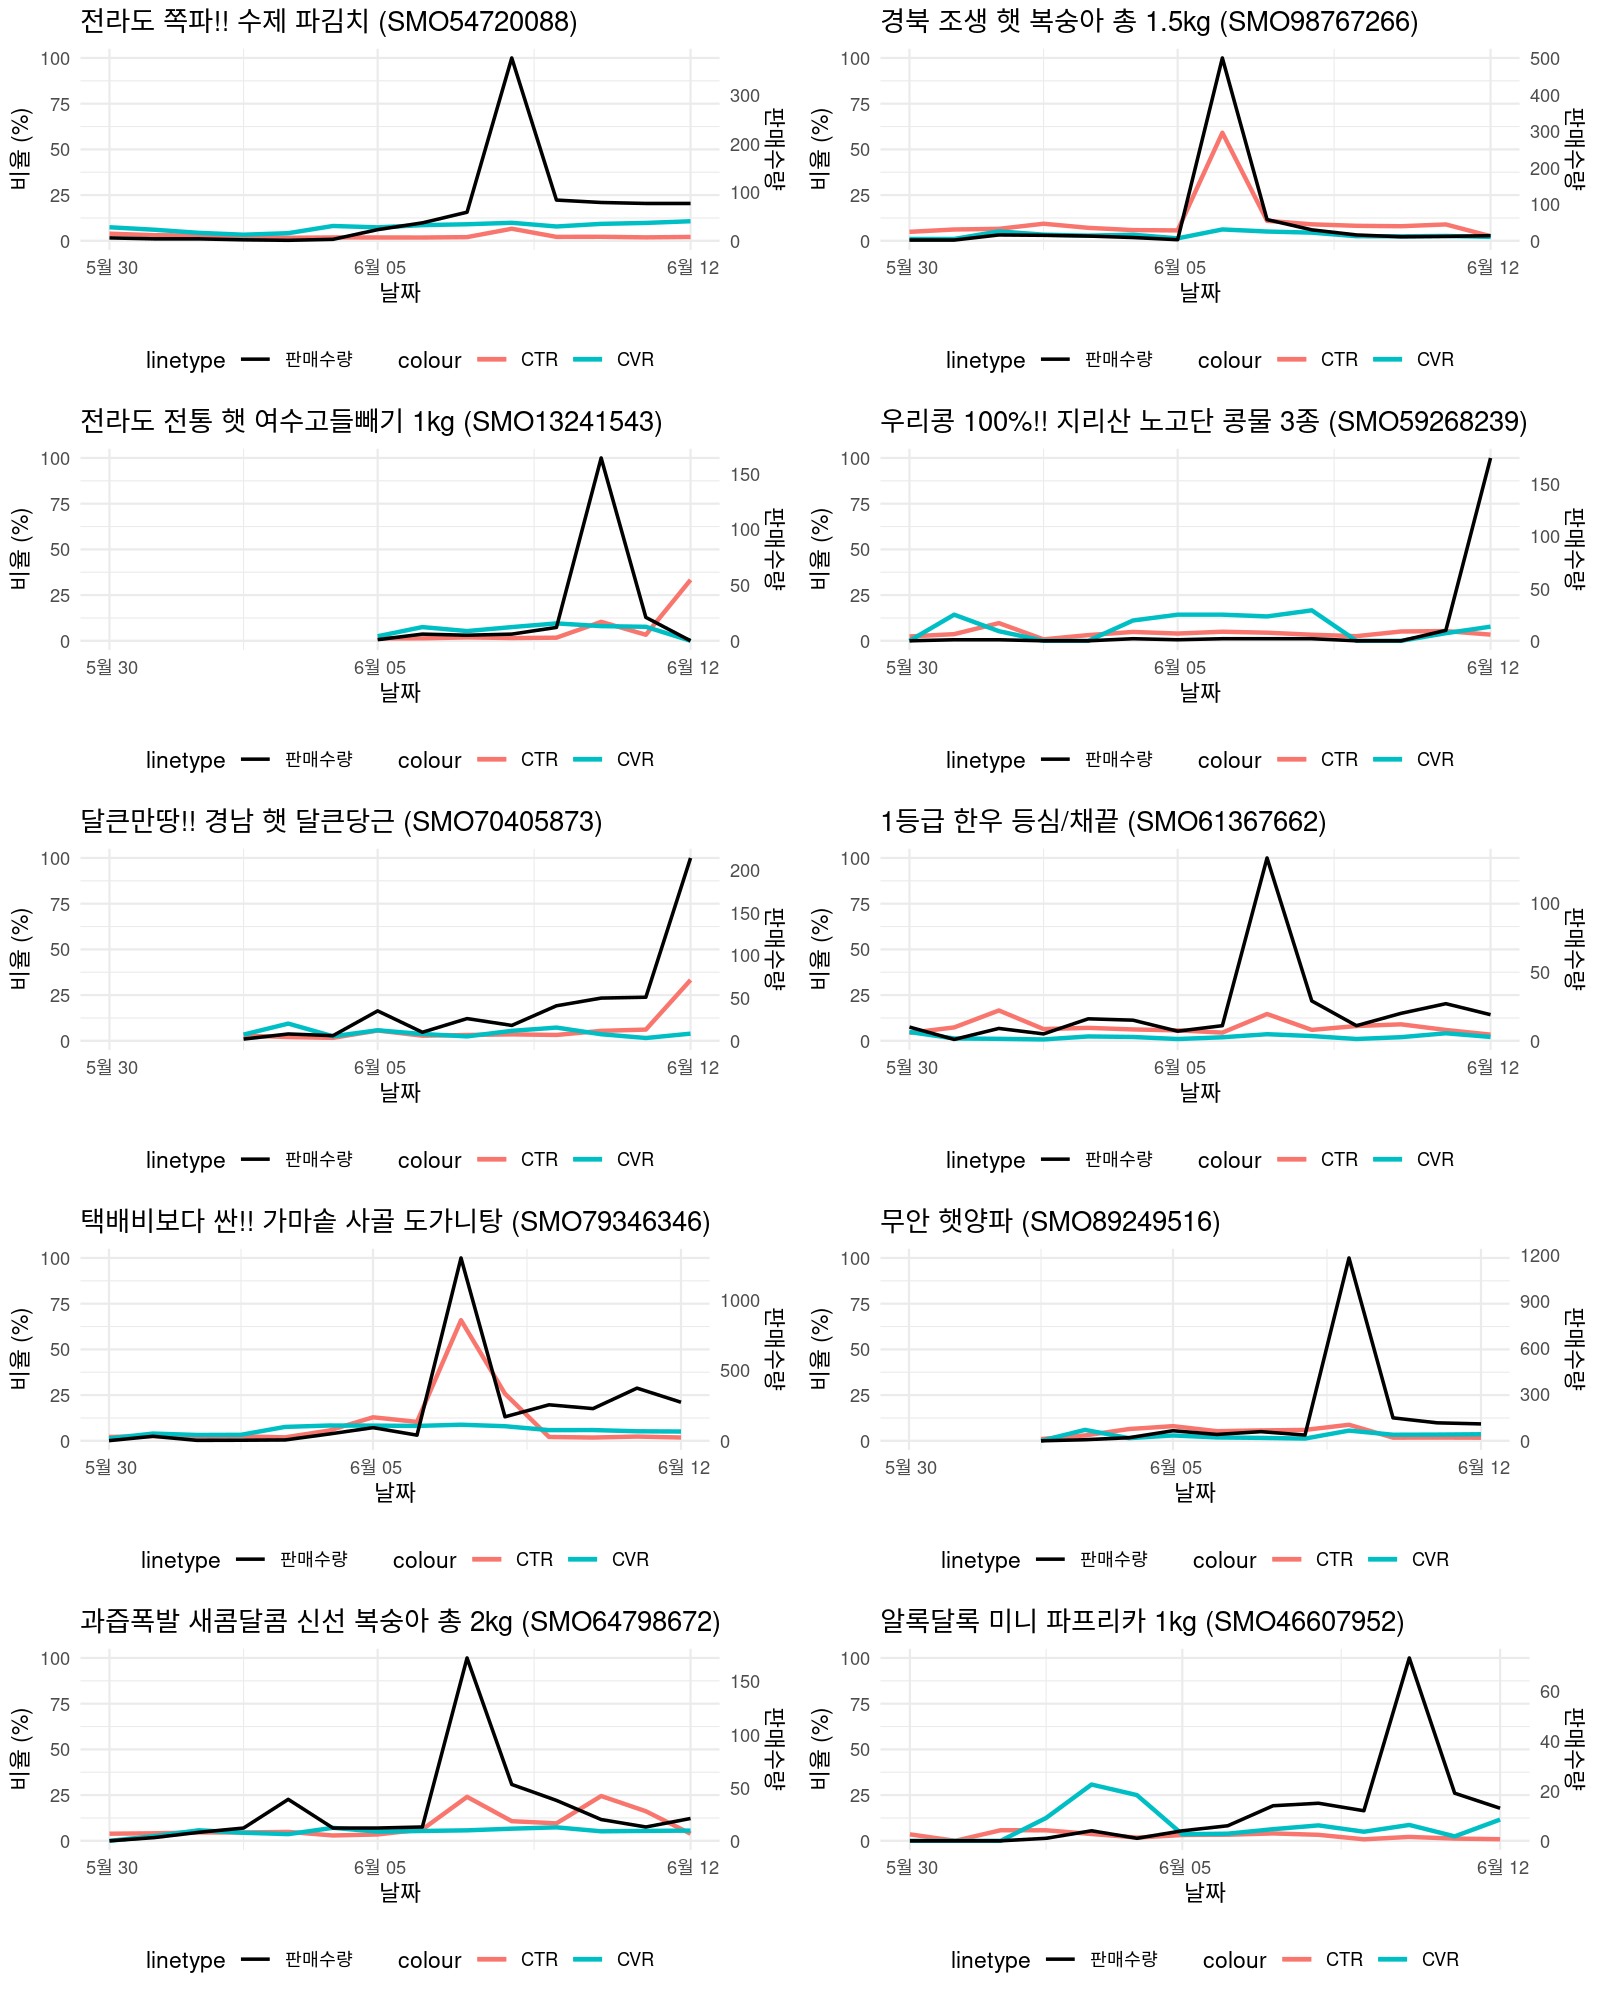 전라도 쪽파!! 수제 파김치 (SMO54720088)
100
75
50
25
0
비율 (%)
300
200
100
0
판매수량
5월 30
6월 05
6월 12
날짜
linetype 판매수량 colour CTR CVR
경북 조생 햇 복숭아 총 1.5kg (SMO98767266)
100
75
50
25
0
비율 (%)
500
400
300
200
100
0
판매수량
5월 30
6월 05
6월 12
날짜
linetype 판매수량 colour CTR CVR
전라도 전통 햇 여수고들빼기 1kg (SMO13241543)
100
75
50
25
0
비율 (%)
150
100
50
0
판매수량
5월 30
6월 05
6월 12
날짜
linetype 판매수량 colour CTR CVR
우리콩 100%!! 지리산 노고단 콩물 3종 (SMO59268239)
100
75
50
25
0
비율 (%)
150
100
50
0
판매수량
5월 30
6월 05
6월 12
날짜
linetype 판매수량 colour CTR CVR
달큰만땅!! 경남 햇 달큰당근 (SMO70405873)
100
75
50
25
0
비율 (%)
200
150
100
50
0
판매수량
5월 30
6월 05
6월 12
날짜
linetype 판매수량 colour CTR CVR
1등급 한우 등심/채끝 (SMO61367662)
100
75
50
25
0
비율 (%)
100
50
0
판매수량
5월 30
6월 05
6월 12
날짜
linetype 판매수량 colour CTR CVR
택배비보다 싼!! 가마솥 사골 도가니탕 (SMO79346346)
100
75
50
25
0
비율 (%)
1000
500
0
판매수량
5월 30
6월 05
6월 12
날짜
linetype 판매수량 colour CTR CVR
무안 햇양파 (SMO89249516)
100
75
50
25
0
비율 (%)
1200
900
600
300
0
판매수량
5월 30
6월 05
6월 12
날짜
linetype 판매수량 colour CTR CVR
과즙폭발 새콤달콤 신선 복숭아 총 2kg (SMO64798672)
100
75
50
25
0
비율 (%)
150
100
50
0
판매수량
5월 30
6월 05
6월 12
날짜
linetype 판매수량 colour CTR CVR
알록달록 미니 파프리카 1kg (SMO46607952)
100
75
50
25
0
비율 (%)
60
40
20
0
판매수량
5월 30
6월 05
6월 12
날짜
linetype 판매수량 colour CTR CVR